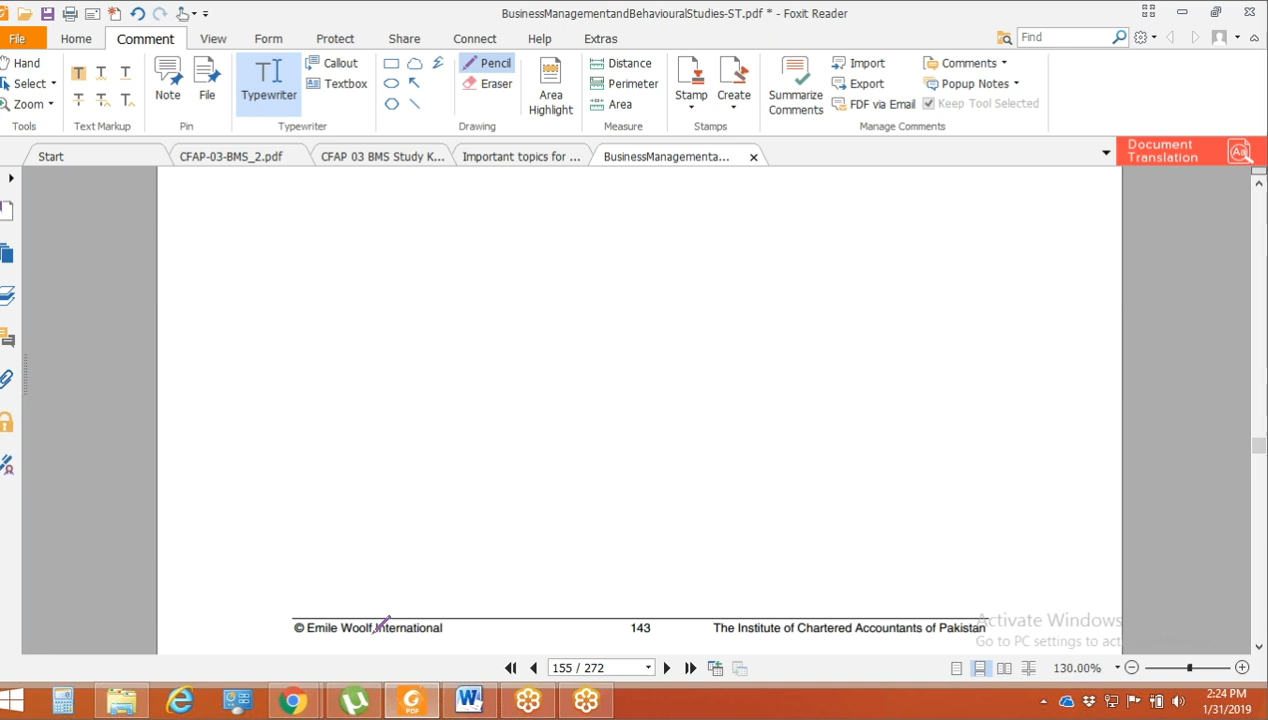 BusinessManagementandBehaviouralStudies-ST.pdf * - Foxit Reader
File Home Comment View Form Protect Share Connect Help Extras Find
Hand
Select
Zoom
Tools
T T T
T T T
Text Markup
Note File
Pin
Typewriter
Callout
Textbox
Typewriter
Pencil
Eraser
Drawing
Area
Highlight
Distance
Perimeter
Area
Measure
Stamp Create
Stamps
Summarize
Comments
Import
Export
FDF via Email
Comments
Popup Notes
Keep Tool Selected
Manage Comments
Start CFAP-03-BMS_2.pdf CFAP 03 BMS Study K... Important topics for ... BusinessManagementa...
Document
Translation
© Emile Woolf International 143 The Institute of Chartered Accountants of Pakistan
Activate Windows
Go to PC settings to act
155 / 272 130.00%
2:24 PM
1/31/2019